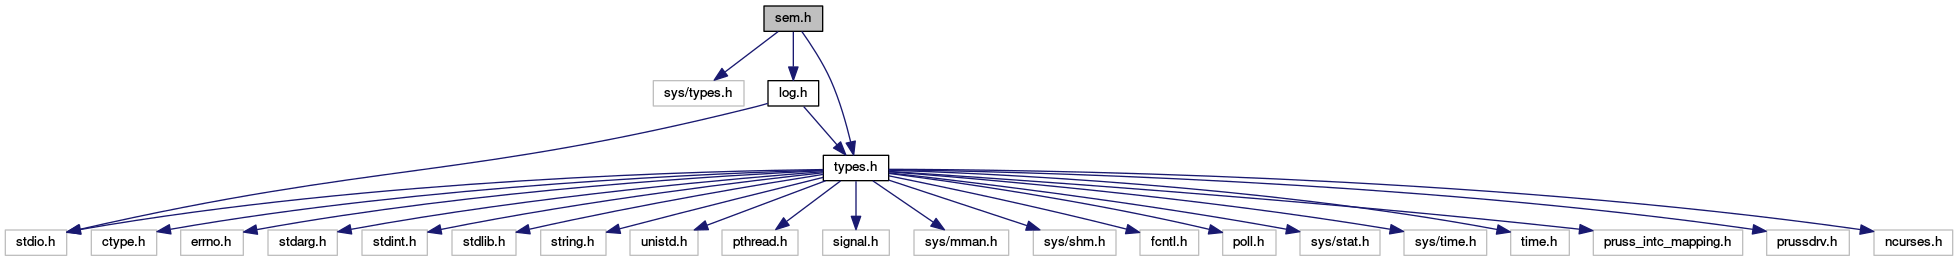 sem.h
sys/types.h
log.h
types.h
stdio.h
ctype.h
errno.h
stdarg.h
stdint.h
stdlib.h
string.h
unistd.h
pthread.h
signal.h
sys/mman.h
sys/shm.h
fcntl.h
poll.h
sys/stat.h
sys/time.h
time.h
pruss_intc_mapping.h
prussdrv.h
ncurses.h